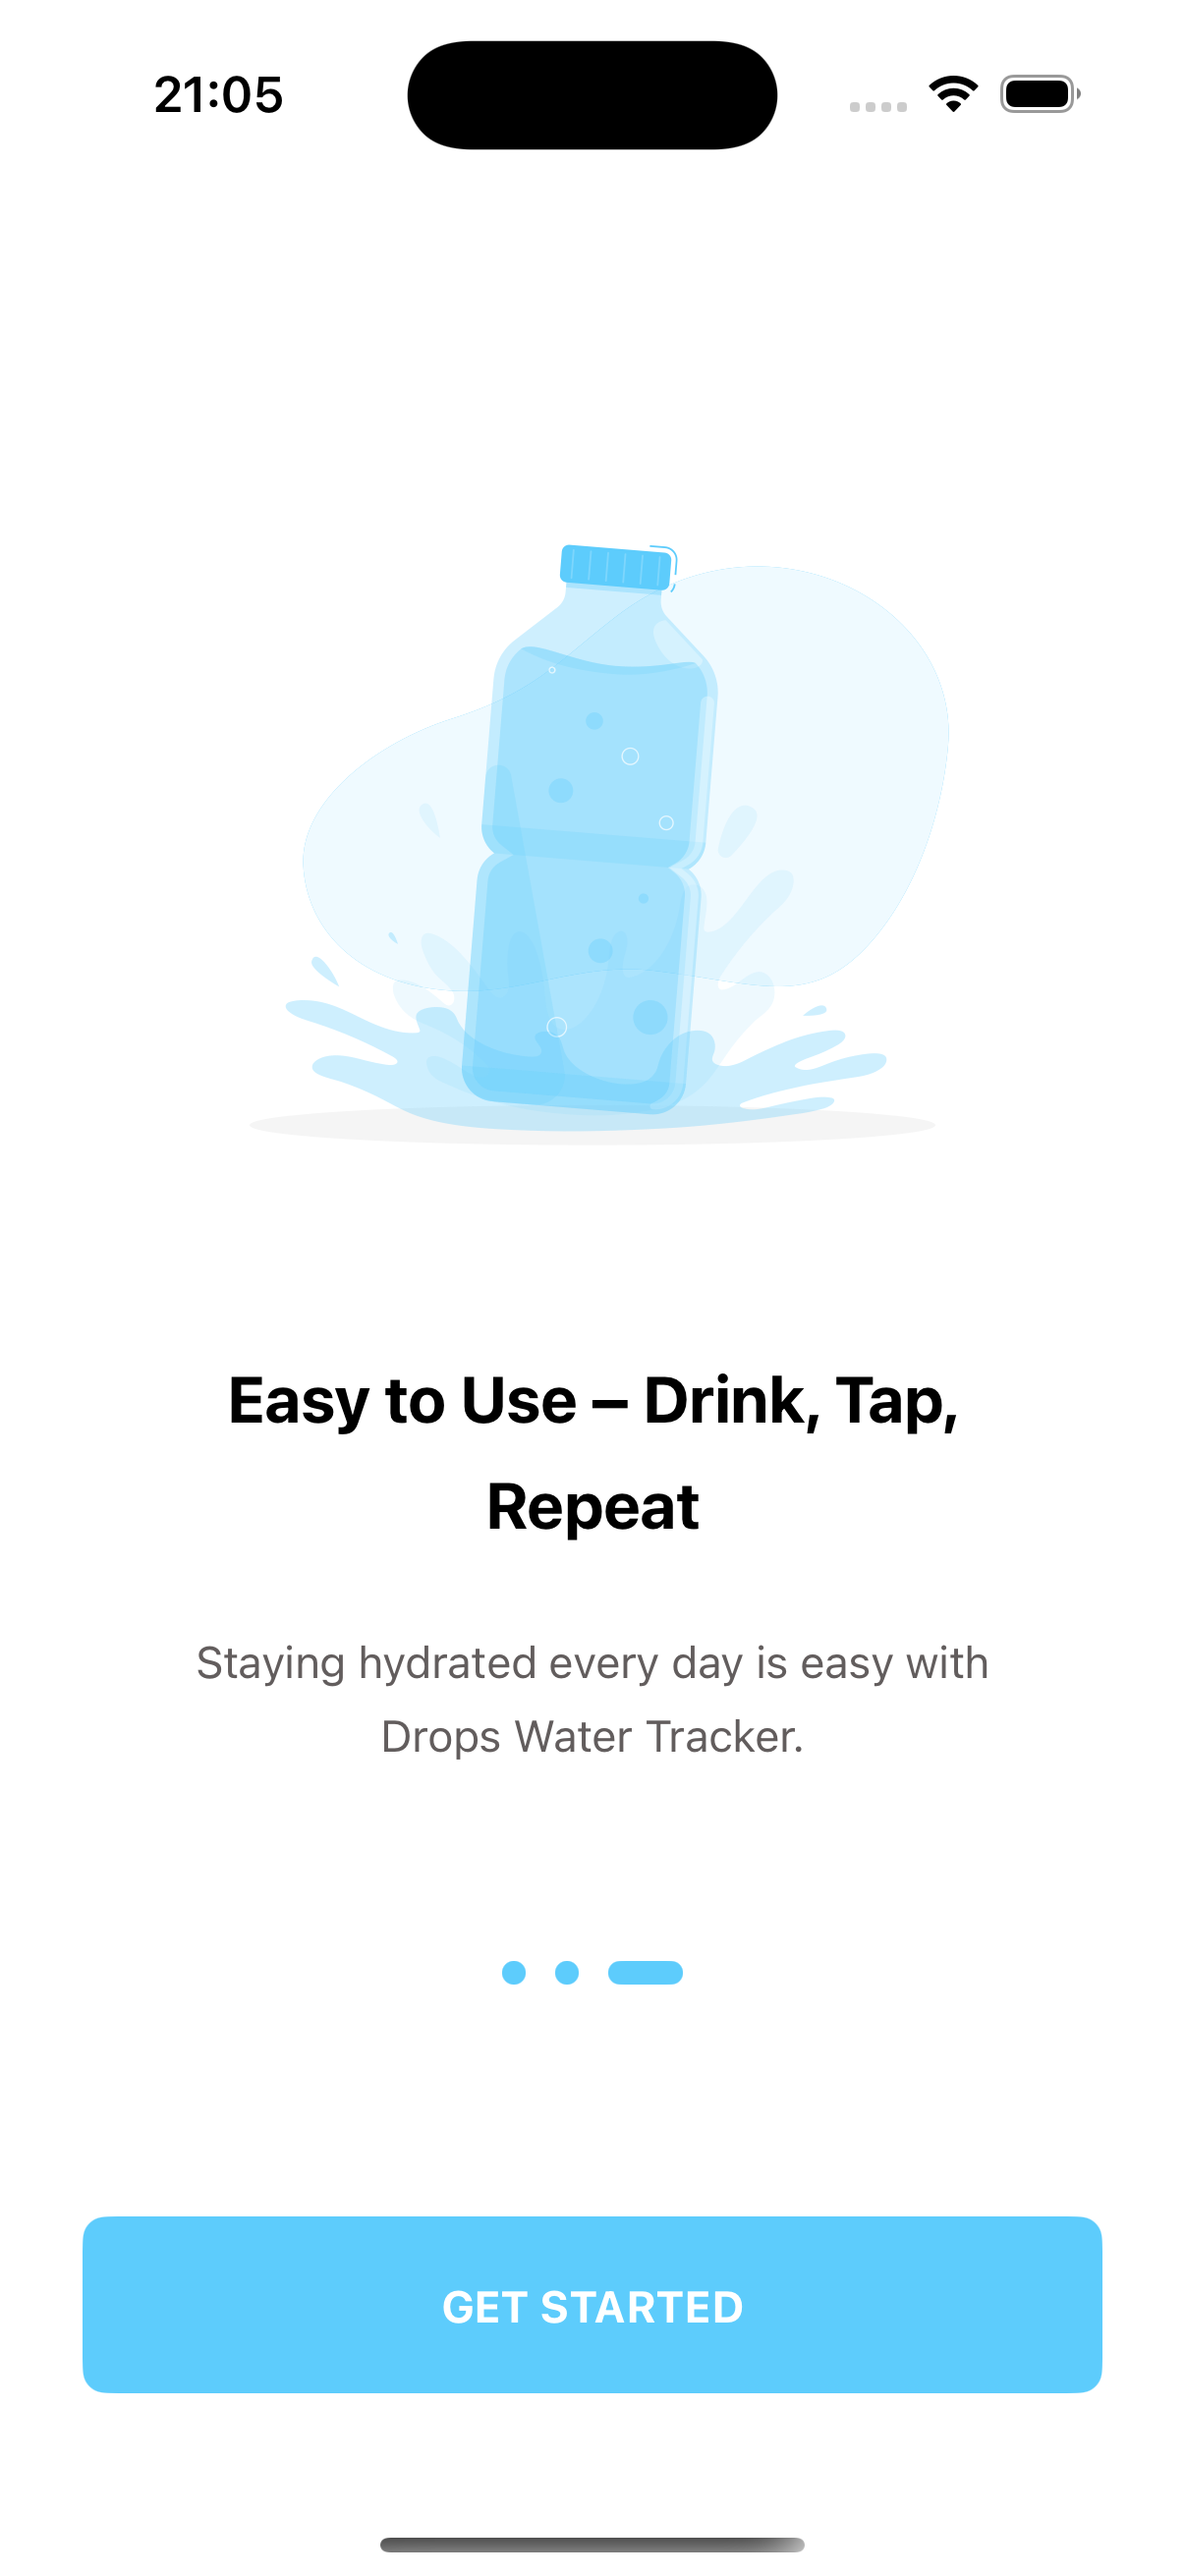 21:05
Easy to Use – Drink, Tap,
Repeat
Staying hydrated every day is easy with
Drops Water Tracker.
GET STARTED